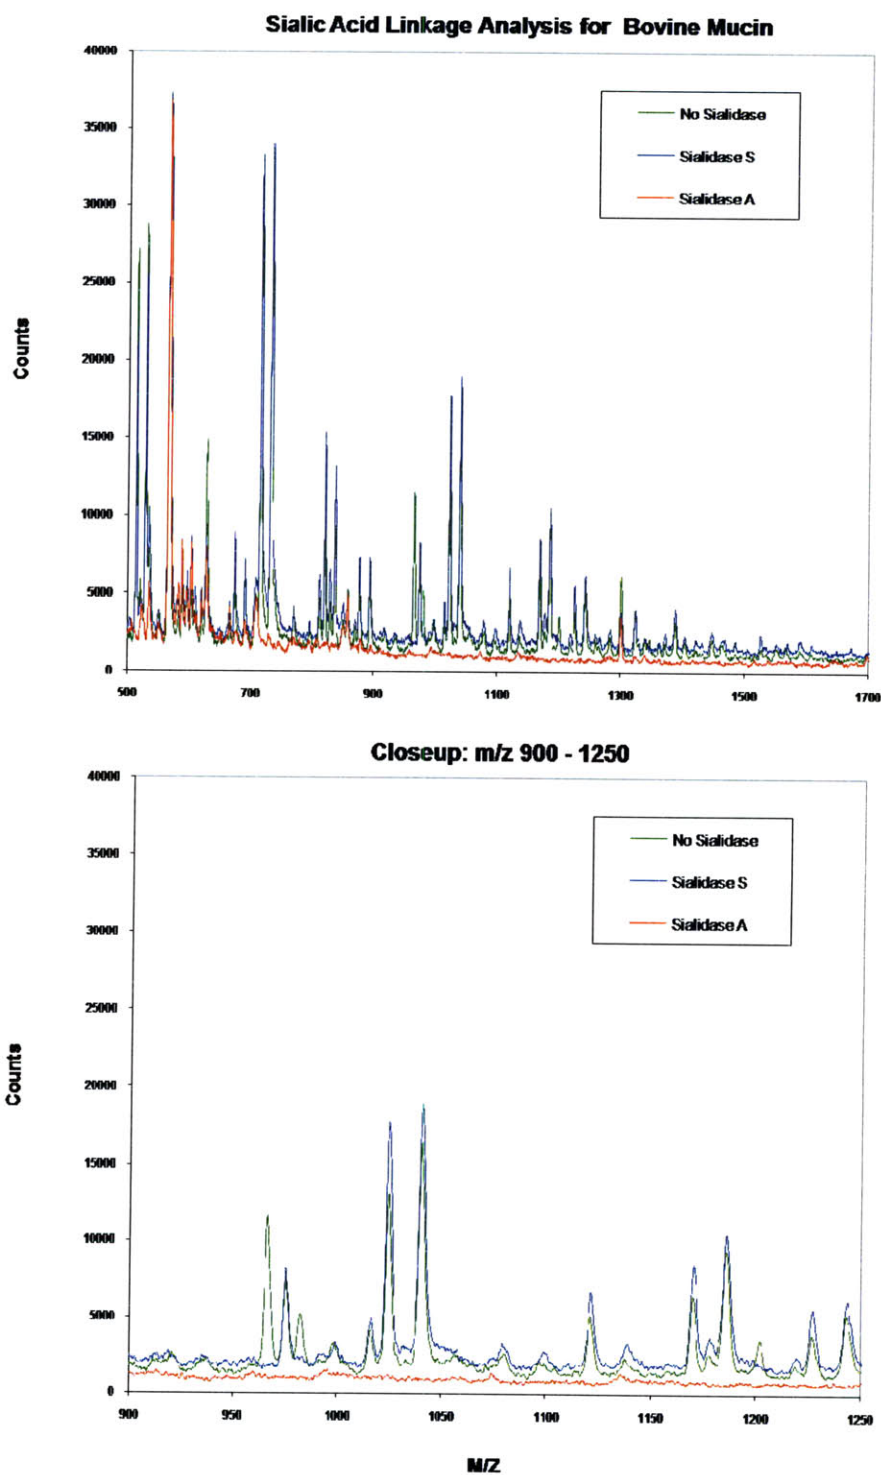 Sialic Acid Linkage Analysis for Bovine Mucin
40000
35000
30000
25000
20000
15000
10000
5000
0
Counts
No Sialidase
Sialidase S
Sialidase A
500 700 900 1100 1300 1500 1700
Closeup: m/z 900 - 1250
40000
35000
30000
25000
20000
15000
10000
5000
0
Counts
No Sialidase
Sialidase S
Sialidase A
900 950 1000 1050 1100 1150 1200 1250
M/Z